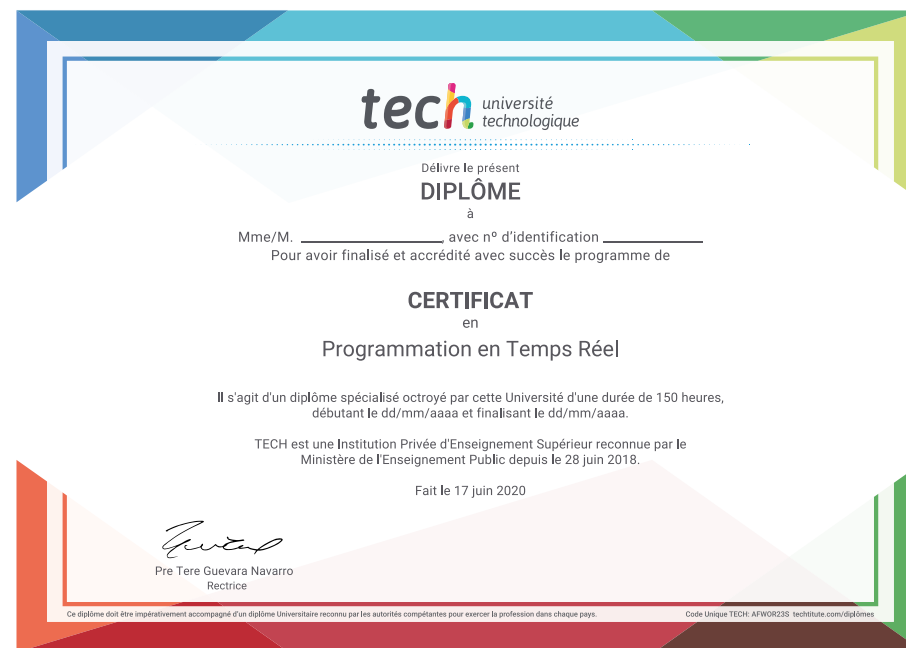 tech université
technologique
Délivre le présent
DIPLÔME
à
Mme/M. ____________________, avec nº d'identification ______________
Pour avoir finalisé et accrédité avec succès le programme de
CERTIFICAT
en
Programmation en Temps Réel
Il s'agit d'un diplôme spécialisé octroyé par cette Université d'une durée de 150 heures,
débutant le dd/mm/aaaa et finalisant le dd/mm/aaaa.
TECH est une Institution Privée d'Enseignement Supérieur reconnue par le
Ministère de l'Enseignement Public depuis le 28 juin 2018.
Fait le 17 juin 2020
Pre Tere Guevara Navarro
Rectrice
Ce diplôme doit être impérativement accompagné d'un diplôme Universitaire reconnu par les autorités compétantes pour exercer la profession dans chaque pays.
Code Unique TECH: AFWOR23S techtitute.com/diplômes